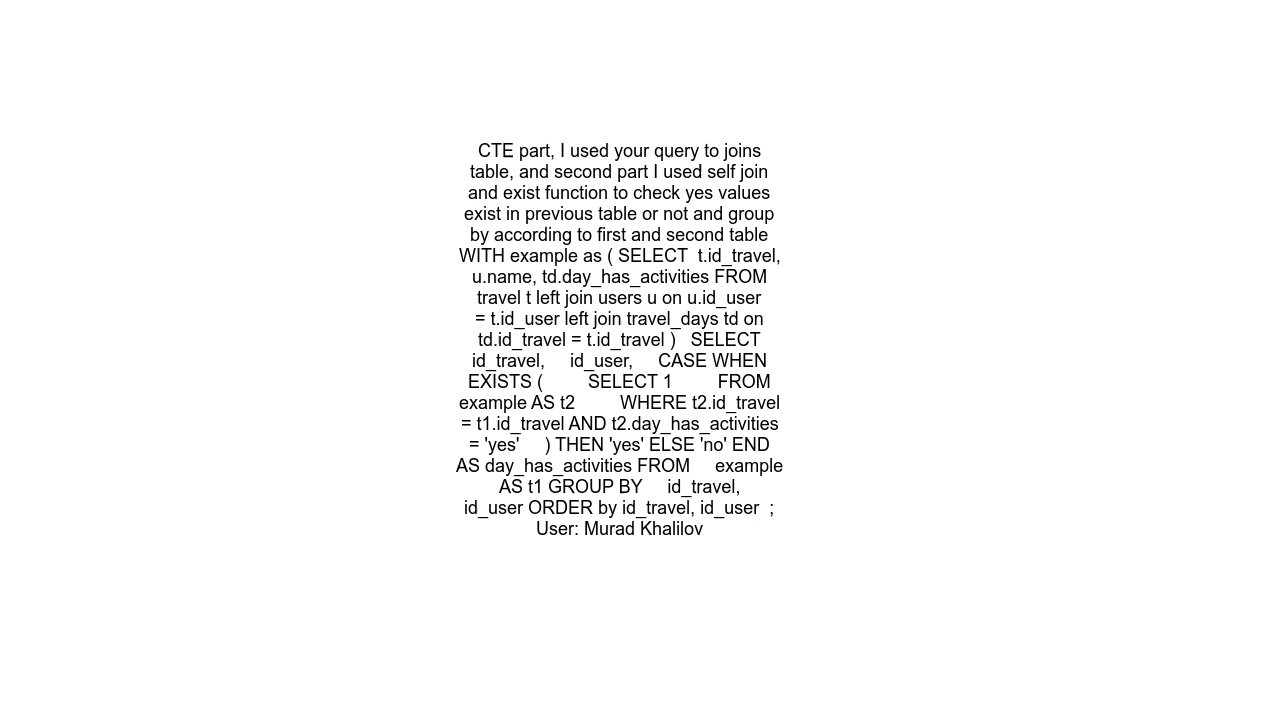 CTE part, I used your query to joins
table, and second part I used self join
and exist function to check yes values
exist in previous table or not and group
by according to first and second table
WITH example as ( SELECT  t.id_travel,
u.name, td.day_has_activities FROM
travel t left join users u on u.id_user
= t.id_user left join travel_days td on
td.id_travel = t.id_travel )   SELECT
id_travel,     id_user,     CASE WHEN
EXISTS (         SELECT 1         FROM
example AS t2         WHERE t2.id_travel
= t1.id_travel AND t2.day_has_activities
= 'yes'     ) THEN 'yes' ELSE 'no' END
AS day_has_activities FROM     example
AS t1 GROUP BY     id_travel,
id_user ORDER by id_travel, id_user  ;
User: Murad Khalilov